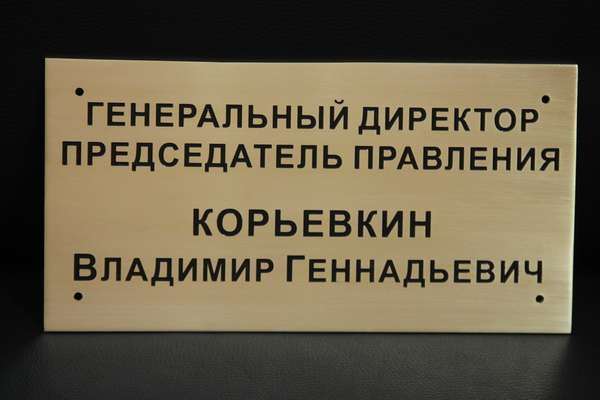 ГЕНЕРАЛЬНЫЙ ДИРЕКТОР
ПРЕДСЕДАТЕЛЬ ПРАВЛЕНИЯ
КОРЬЕВКИН
ВЛАДИМИР ГЕННАДЬЕВИЧ